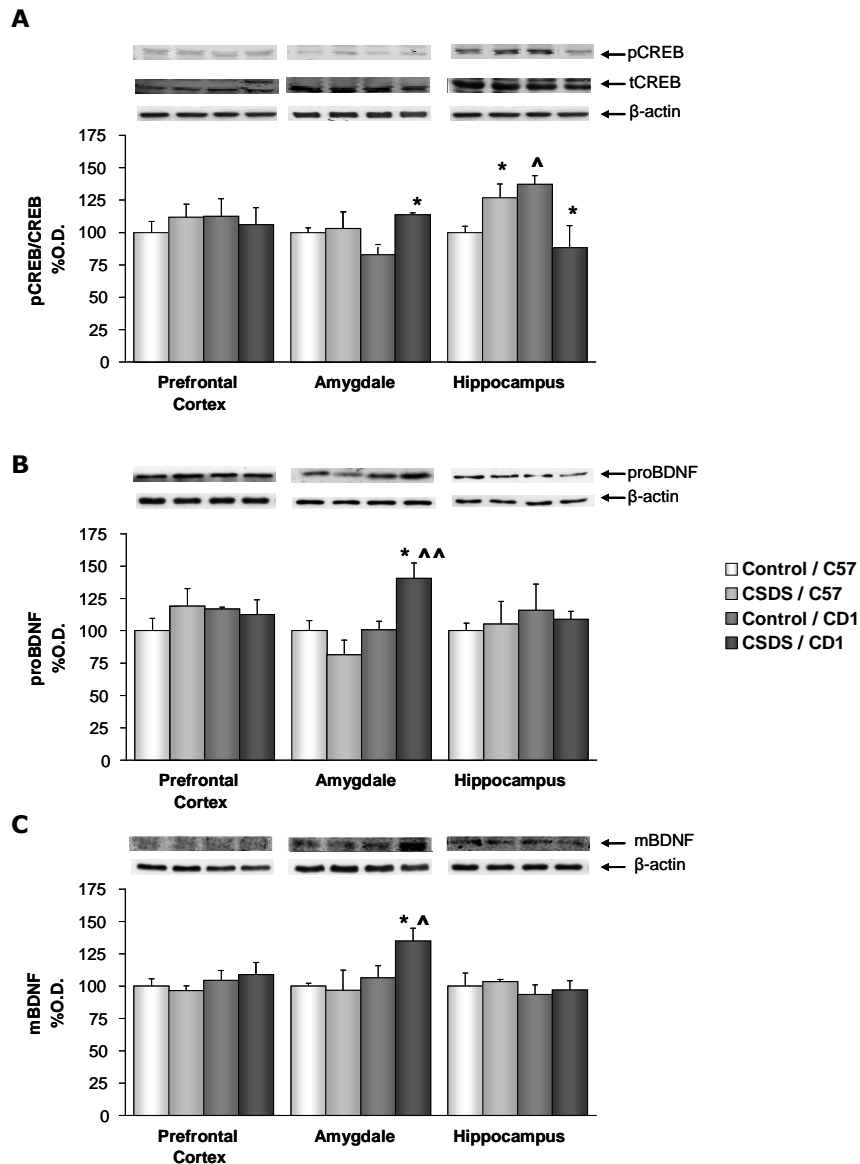 A
pCREB
tCREB
β-actin
175
150
125
100
75
50
25
0
pCREB/CREB
%O.D.
*
*
^
*
Prefrontal
Cortex
Amygdale
Hippocampus
B
proBDNF
β-actin
175
150
125
100
75
50
25
0
proBDNF
%O.D.
* ^^
Prefrontal
Cortex
Amygdale
Hippocampus
Control / C57
CSDS / C57
Control / CD1
CSDS / CD1
C
mBDNF
β-actin
175
150
125
100
75
50
25
0
mBDNF
%O.D.
* ^
Prefrontal
Cortex
Amygdale
Hippocampus